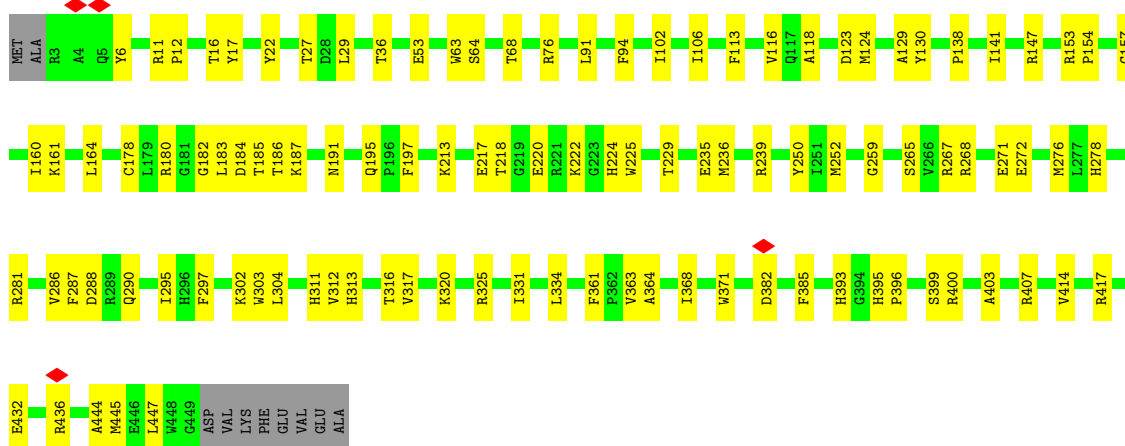 MET ALA R3 A4 Q5 Y6 R11 P12 T16 Y17 Y22 T27 D28 L29 T36 E53 W63 S64 T68 R76 L91 F94 I102 I106 F113 V116 Q117 A118 D123 M124 A129 Y130 P138 I141 R147 R153 P154 G157
I160 K161 L164 C178 L179 R180 G181 G182 L183 D184 T185 T186 K187 N191 Q195 P196 F197 K213 E217 T218 G219 E220 R221 K222 G223 H224 W225 T229 E235 M236 R239 Y250 I251 M252 G259 S265 V266 R267 R268 E271 E272 M276 L277 H278
R281 V286 F287 D288 R289 Q290 I295 H296 F297 K302 W303 L304 H311 V312 H313 T316 V317 K320 R325 I331 L334 F361 P362 V363 A364 I368 W371 D382 F385 H393 G394 H395 P396 S399 R400 A403 R407 V414 R417
E432 R436 A444 M445 E446 L447 W448 G449 ASP VAL LYS PHE GLU VAL GLU ALA